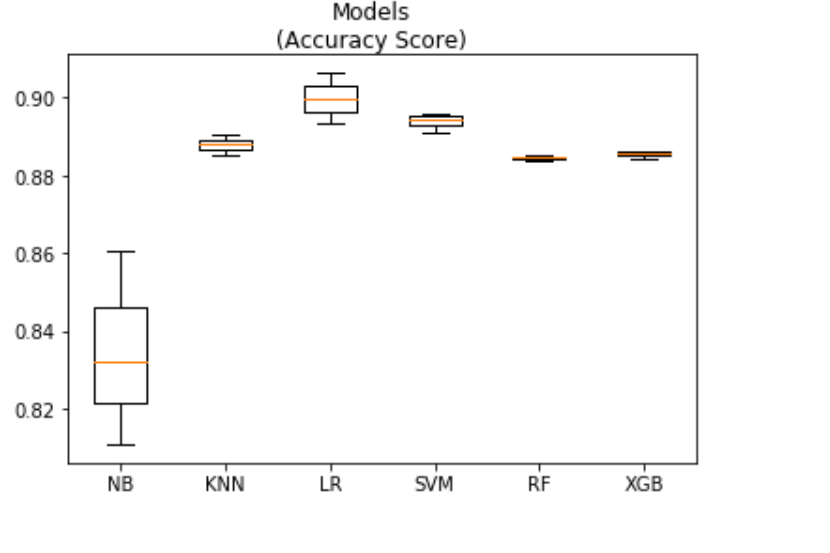 Models
(Accuracy Score)
0.90
0.88
0.86
0.84
0.82
NB KNN LR SVM RF XGB